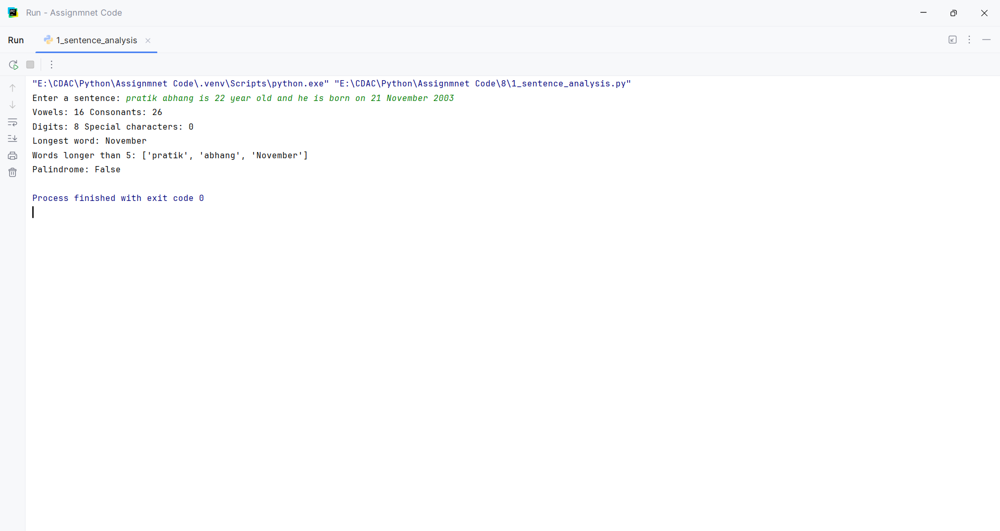 Run - Assignmnet Code
Run 1_sentence_analysis
"E:\CDAC\Python\Assignmnet Code\.venv\Scripts\python.exe" "E:\CDAC\Python\Assignmnet Code\8\1_sentence_analysis.py"
Enter a sentence: pratik abhang is 22 year old and he is born on 21 November 2003
Vowels: 16 Consonants: 26
Digits: 8 Special characters: 0
Longest word: November
Words longer than 5: ['pratik', 'abhang', 'November']
Palindrome: False
Process finished with exit code 0